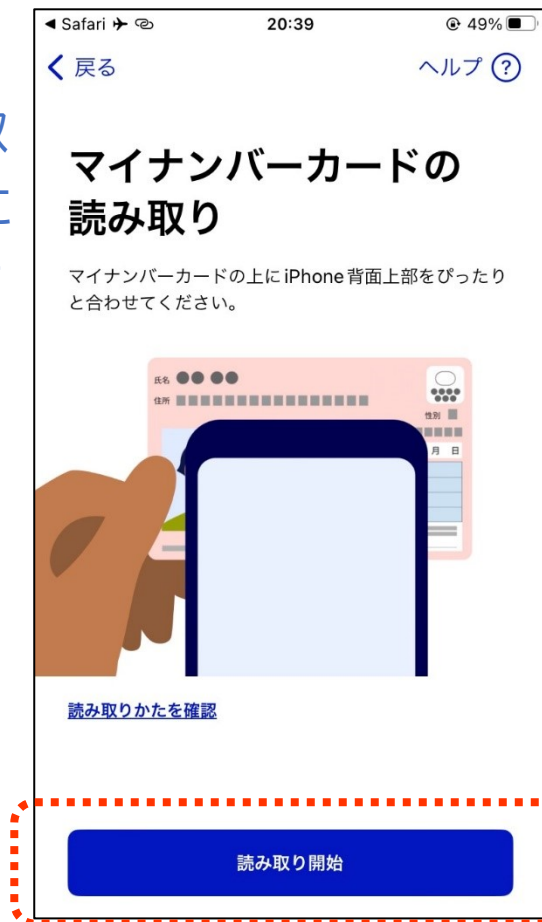 ◀ Safari
20:39
49%
戻る
ヘルプ ?
マイナンバーカードの
読み取り
マイナンバーカードの上にiPhone背面上部をぴったり
と合わせてください。
氏名
住所
性別
月 日
読み取りかたを確認
読み取り開始